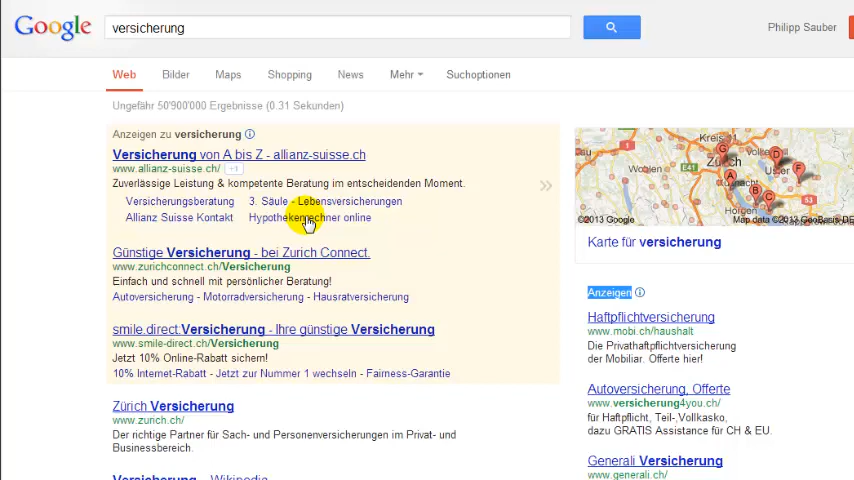 Google
versicherung
Philipp Sauber
Web Bilder Maps Shopping News Mehr Suchoptionen
Ungefähr 50'900'000 Ergebnisse (0.31 Sekunden)
Anzeigen zu versicherung
Versicherung von A bis Z - allianz-suisse.ch
www.allianz-suisse.ch/ +1
Zuverlässige Leistung & kompetente Beratung im entscheidenden Moment.
Versicherungsberatung 3. Säule - Lebensversicherungen
Allianz Suisse Kontakt Hypothekenrechner online
Günstige Versicherung - bei Zurich Connect.
www.zurichconnect.ch/Versicherung
Einfach und schnell mit persönlicher Beratung!
Autoversicherung - Motorradversicherung - Hausratversicherung
smile.direct:Versicherung - Ihre günstige Versicherung
www.smile-direct.ch/Versicherung
Jetzt 10% Online-Rabatt sichern!
10% Internet-Rabatt - Jetzt zur Nummer 1 wechseln - Fairness-Garantie
Zürich Versicherung
www.zurich.ch/
Der richtige Partner für Sach- und Personenversicherungen im Privat- und
Businessbereich.
Versicherung – Wikipedia
Kreis 11
Wohlen E41 Zürich Uster
Horgen
©2013 Google Map data ©2013 GeoBasis-DE
Karte für versicherung
Anzeigen
Haftpflichtversicherung
www.mobi.ch/haushalt
Die Privathaftpflichtversicherung
der Mobiliar. Offerte hier!
Autoversicherung, Offerte
www.versicherung4you.ch/
für Haftpflicht, Teil-,Vollkasko,
dazu GRATIS Assistance für CH & EU.
Generali Versicherung
www.generali.ch/